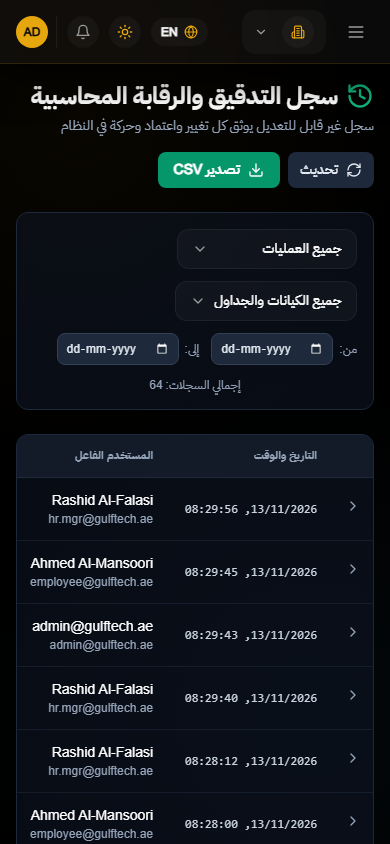 EN
AD
سجل التدقيق والرقابة المحاسبية
سجل غير قابل للتعديل يوثق كل تغيير واعتماد وحركة في النظام
تحديث
تصدير CSV
جميع العمليات
جميع الكيانات والجداول
من: dd-mm-yyyy إلى: dd-mm-yyyy
إجمالي السجلات: 64
التاريخ والوقت المستخدم الفاعل
13/11/2026, 08:29:56 Rashid Al-Falasi
hr.mgr@gulftech.ae
13/11/2026, 08:29:45 Ahmed Al-Mansoori
employee@gulftech.ae
13/11/2026, 08:29:43 admin@gulftech.ae
admin@gulftech.ae
13/11/2026, 08:29:40 Rashid Al-Falasi
hr.mgr@gulftech.ae
13/11/2026, 08:28:12 Rashid Al-Falasi
hr.mgr@gulftech.ae
13/11/2026, 08:28:00 Ahmed Al-Mansoori
employee@gulftech.ae